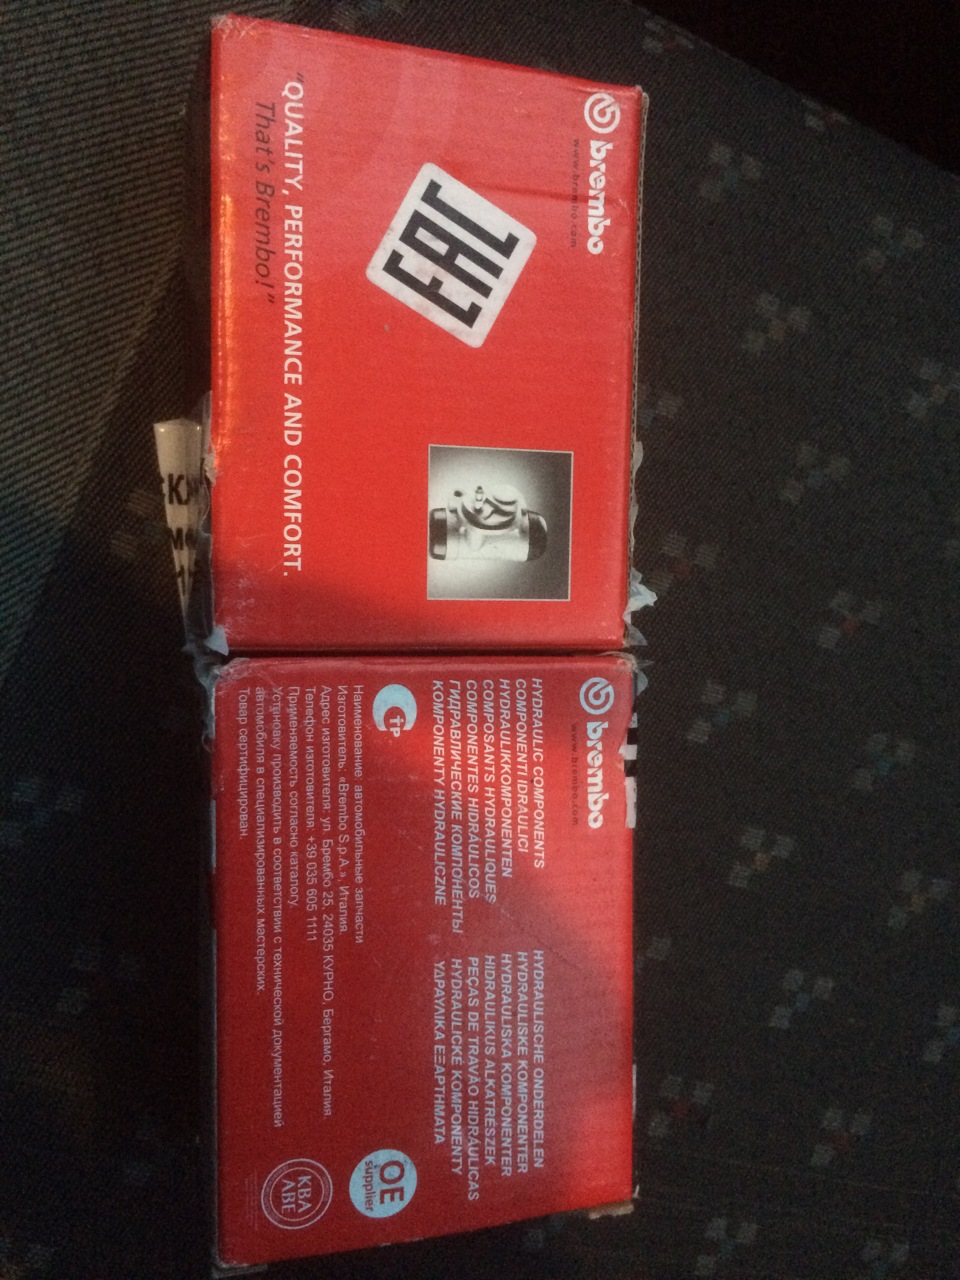 brembo
www.brembo.com
EAC
"QUALITY, PERFORMANCE AND COMFORT.
That's Brembo!"
brembo
www.brembo.com
HYDRAULIC COMPONENTS
COMPONENTI IDRAULICI
HYDRAULIKKOMPONENTEN
COMPOSANTS HYDRAULIQUES
COMPONENTES HIDRÁULICOS
ГИДРАВЛИЧЕСКИЕ КОМПОНЕНТЫ
KOMPONENTY HYDRAULICZNE
HYDRAULISCHE ONDERDELEN
HYDRAULISKE KOMPONENTER
HYDRAULISKA KOMPONENTER
HIDRAULIKUS ALKATRÉSZEK
PEÇAS DE TRAVÃO HIDRÁULICAS
HYDRAULICKÉ KOMPONENTY
ΥΔΡΑΥΛΙΚΑ ΕΞΑΡΤΗΜΑΤΑ
Наименование: автомобильные запчасти
Изготовитель: «Brembo S.p.A.», Италия.
Адрес изготовителя: ул. Брембо 25, 24035 КУРНО, Бергамо, Италия
Телефон изготовителя: +39 035 605 1111
Применяемость согласно каталогу.
Установку производить в соответствии с технической документацией
автомобиля в специализированных мастерских.
Товар сертифицирован.
OE
supplier
KBA
ABE